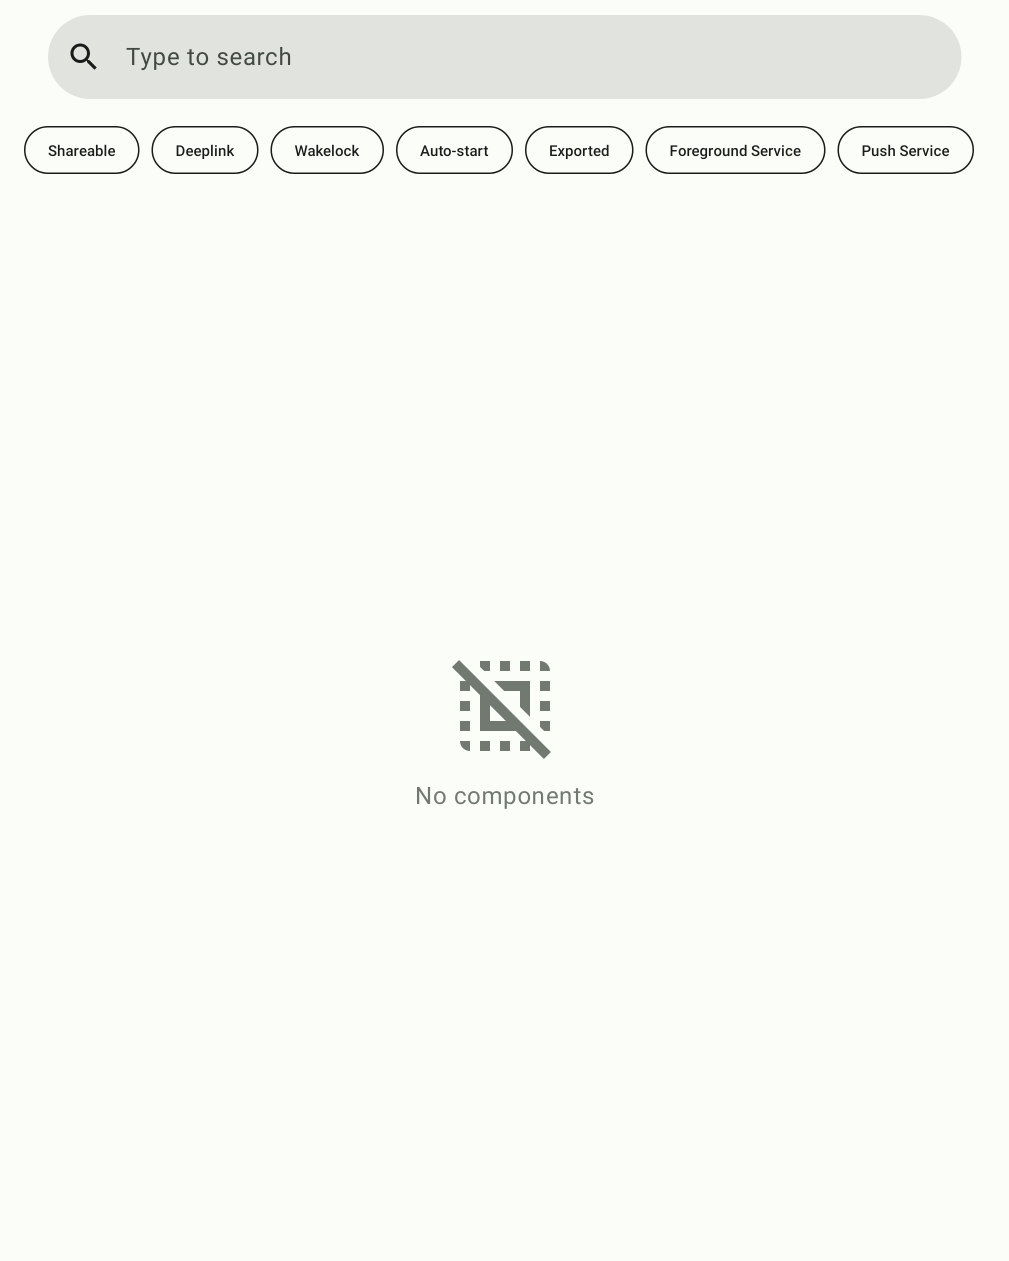 Type to search
Shareable Deeplink Wakelock Auto-start Exported Foreground Service Push Service
No components